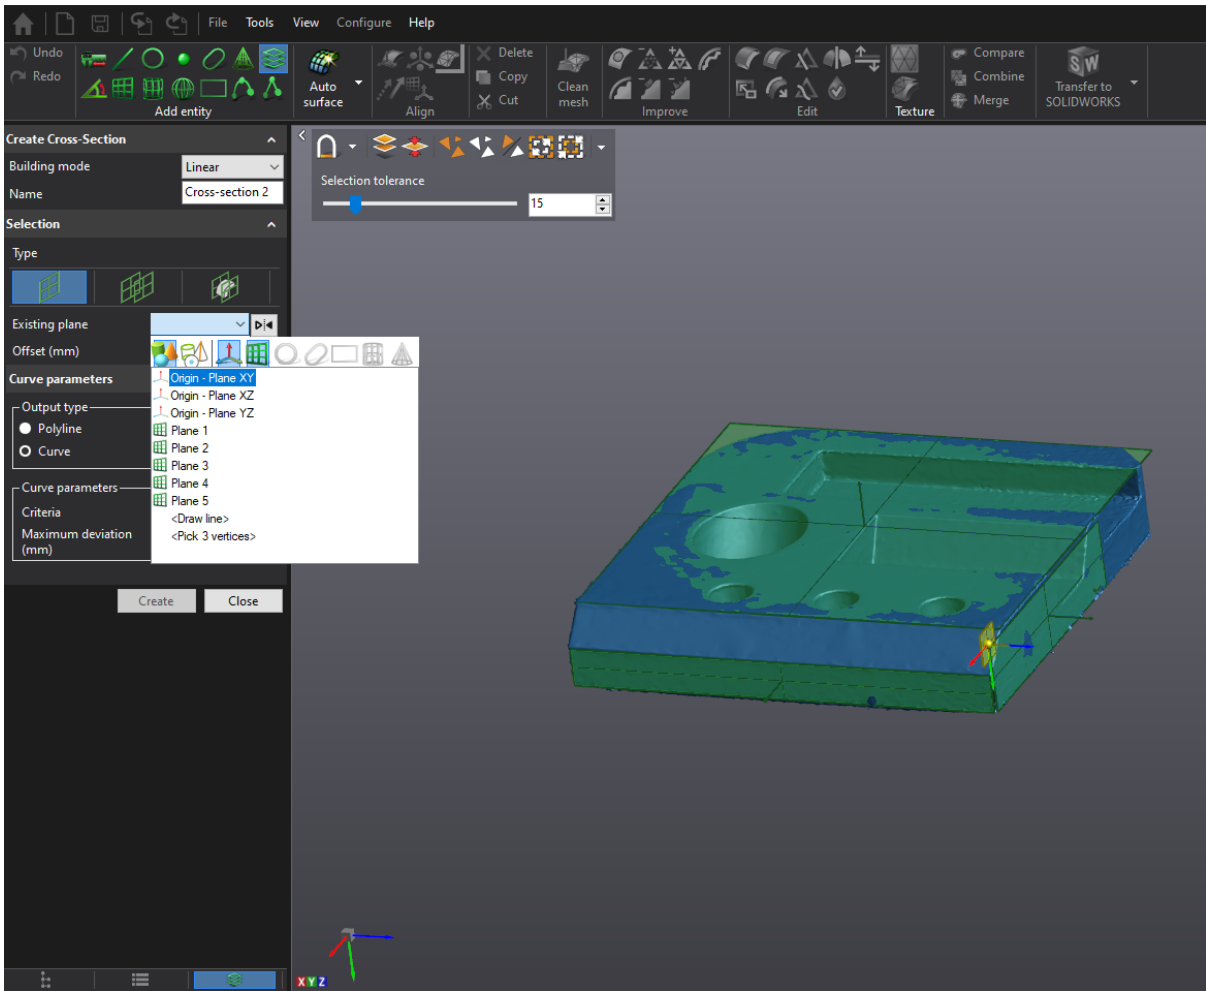 File Tools View Configure Help
Undo
Redo
Add entity
Auto
surface
Align
Delete
Copy
Cut
Clean
mesh
Improve
Edit
Texture
Compare
Combine
Merge
SW
Transfer to
SOLIDWORKS
Create Cross-Section
Building mode Linear
Name Cross-section 2
Selection
Type
Existing plane
Offset (mm)
Origin - Plane XY
Origin - Plane XZ
Origin - Plane YZ
Plane 1
Plane 2
Plane 3
Plane 4
Plane 5
<Draw line>
<Pick 3 vertices>
Curve parameters
Output type
Polyline
Curve
Curve parameters
Criteria
Maximum deviation
(mm)
Create Close
Selection tolerance
15
X Y Z